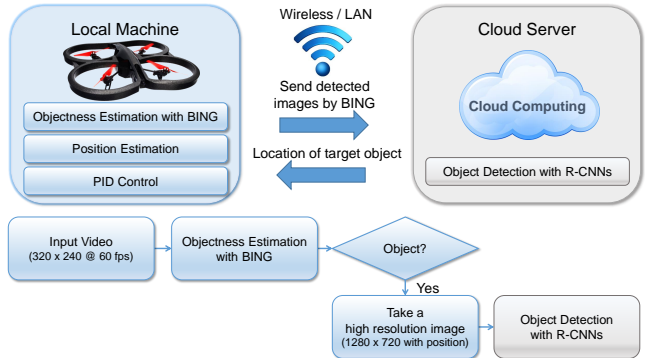 Local Machine
Objectness Estimation with BING
Position Estimation
PID Control
Wireless / LAN
Send detected
images by BING
Location of target object
Cloud Server
Cloud Computing
Object Detection with R-CNNs
Input Video
(320 x 240 @ 60 fps)
Objectness Estimation
with BING
Object?
Yes
Take a
high resolution image
(1280 x 720 with position)
Object Detection
with R-CNNs